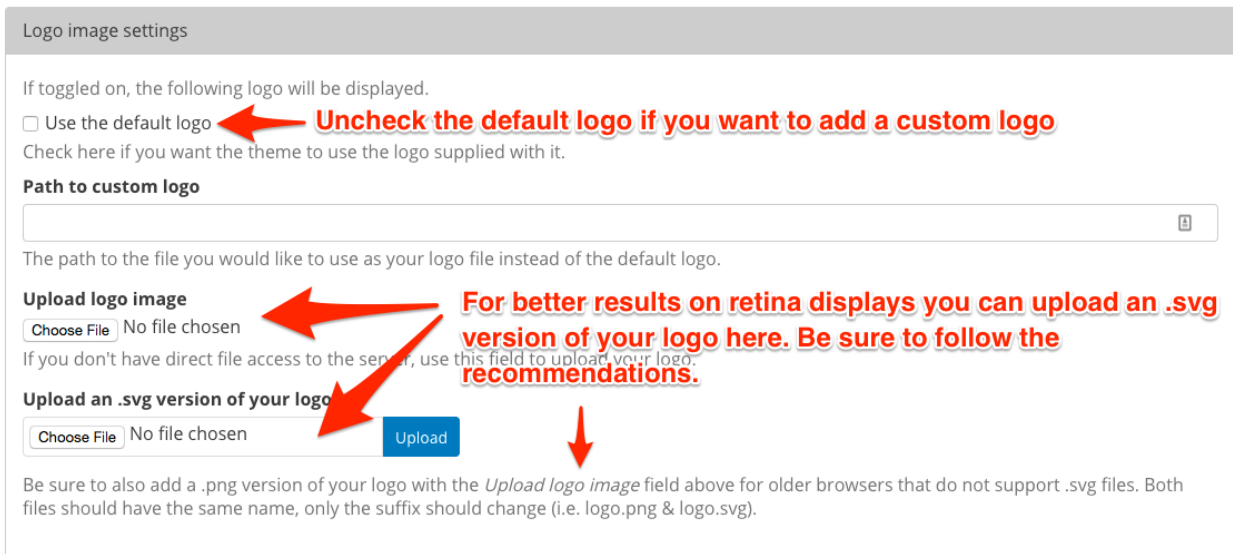 Logo image settings
If toggled on, the following logo will be displayed.
Use the default logo
Uncheck the default logo if you want to add a custom logo
Check here if you want the theme to use the logo supplied with it.
Path to custom logo
The path to the file you would like to use as your logo file instead of the default logo.
Upload logo image
Choose File No file chosen
For better results on retina displays you can upload an .svg
version of your logo here. Be sure to follow the
recommendations.
If you don't have direct file access to the server, use this field to upload your logo.
Upload an .svg version of your logo
Choose File No file chosen
Upload
Be sure to also add a .png version of your logo with the Upload logo image field above for older browsers that do not support .svg files. Both
files should have the same name, only the suffix should change (i.e. logo.png & logo.svg).